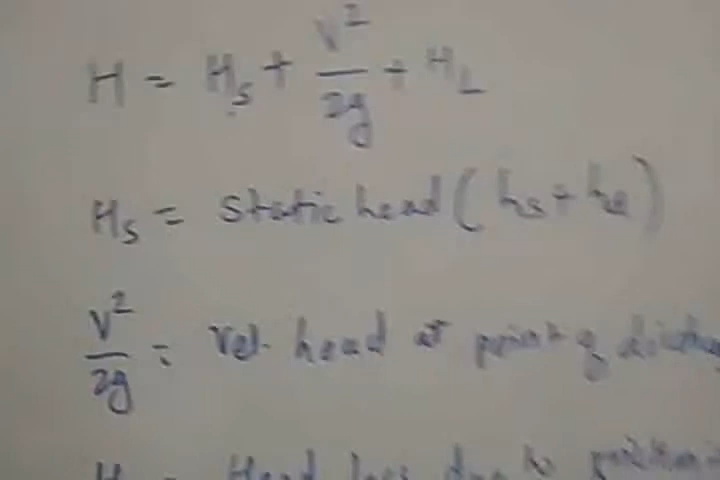 H = Hs + V²/2g + HL
Hs = static head (hs + hd)
V²/2g = Vel. head at point of
H = Head loss due to friction